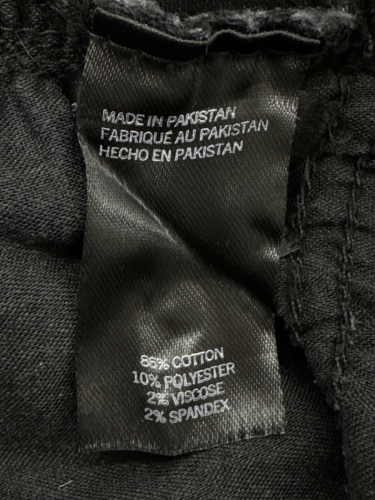 MADE IN PAKISTAN
FABRIQUÉ AU PAKISTAN
HECHO EN PAKISTAN
86% COTTON
10% POLYESTER
2% VISCOSE
2% SPANDEX